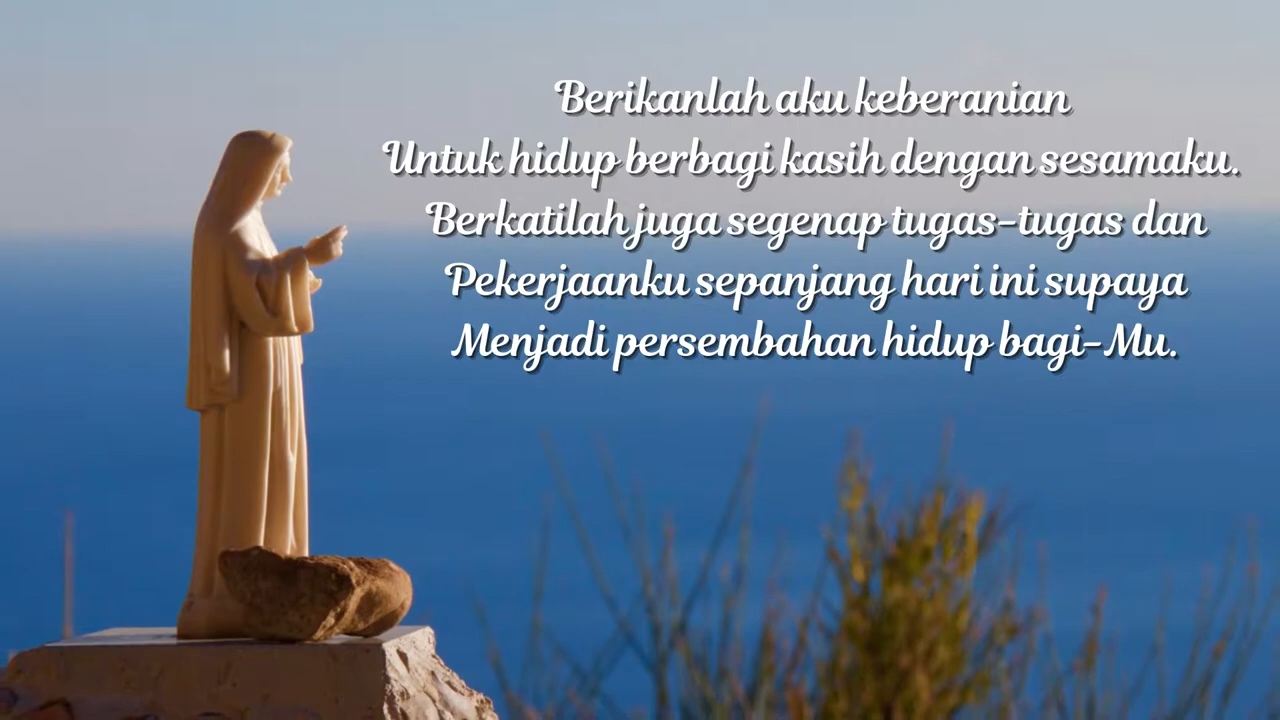 Berikanlah aku keberanian
Untuk hidup berbagi kasih dengan sesamaku.
Berkatilah juga segenap tugas-tugas dan
Pekerjaanku sepanjang hari ini supaya
Menjadi persembahan hidup bagi-Mu.